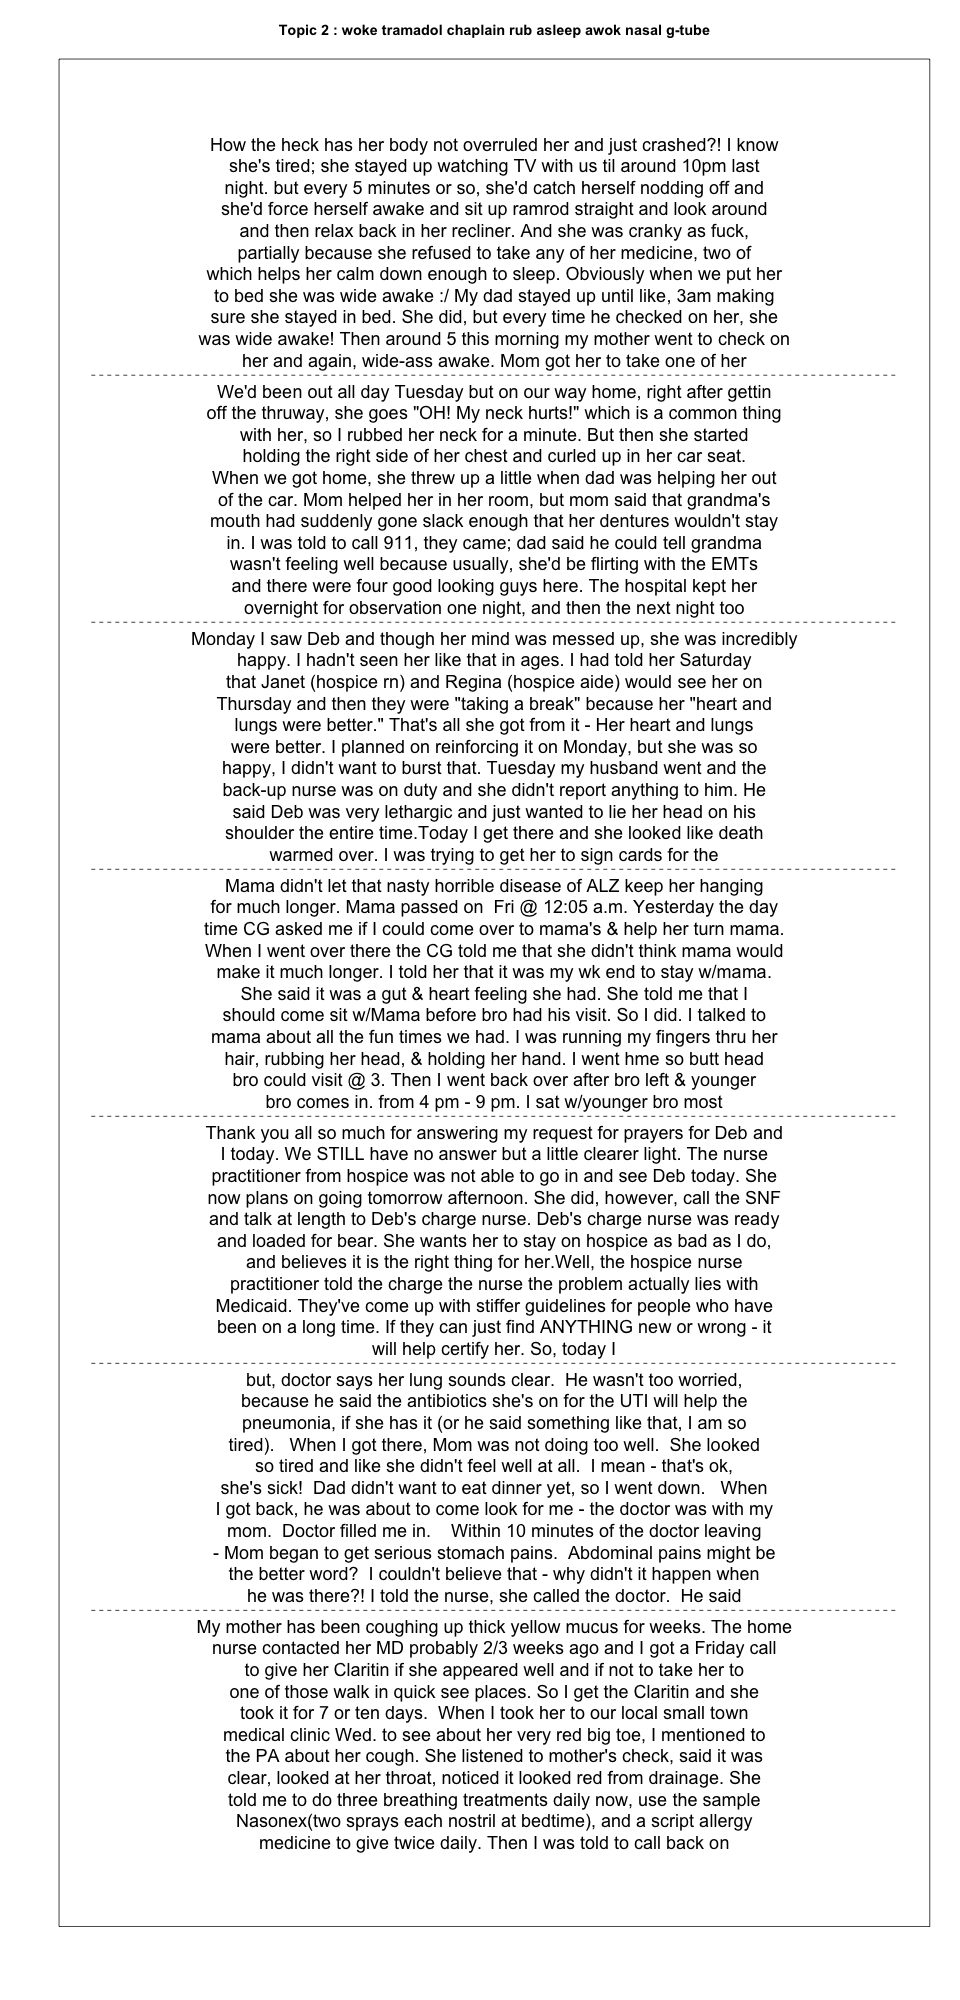 Topic 2 : woke tramadol chaplain rub asleep awok nasal g-tube
How the heck has her body not overruled her and just crashed?! I know
she's tired; she stayed up watching TV with us til around 10pm last
night. but every 5 minutes or so, she'd catch herself nodding off and
she'd force herself awake and sit up ramrod straight and look around
and then relax back in her recliner. And she was cranky as fuck,
partially because she refused to take any of her medicine, two of
which helps her calm down enough to sleep. Obviously when we put her
to bed she was wide awake :/ My dad stayed up until like, 3am making
sure she stayed in bed. She did, but every time he checked on her, she
was wide awake! Then around 5 this morning my mother went to check on
her and again, wide-ass awake. Mom got her to take one of her
We'd been out all day Tuesday but on our way home, right after gettin
off the thruway, she goes "OH! My neck hurts!" which is a common thing
with her, so I rubbed her neck for a minute. But then she started
holding the right side of her chest and curled up in her car seat.
When we got home, she threw up a little when dad was helping her out
of the car. Mom helped her in her room, but mom said that grandma's
mouth had suddenly gone slack enough that her dentures wouldn't stay
in. I was told to call 911, they came; dad said he could tell grandma
wasn't feeling well because usually, she'd be flirting with the EMTs
and there were four good looking guys here. The hospital kept her
overnight for observation one night, and then the next night too
Monday I saw Deb and though her mind was messed up, she was incredibly
happy. I hadn't seen her like that in ages. I had told her Saturday
that Janet (hospice rn) and Regina (hospice aide) would see her on
Thursday and then they were "taking a break" because her "heart and
lungs were better." That's all she got from it - Her heart and lungs
were better. I planned on reinforcing it on Monday, but she was so
happy, I didn't want to burst that. Tuesday my husband went and the
back-up nurse was on duty and she didn't report anything to him. He
said Deb was very lethargic and just wanted to lie her head on his
shoulder the entire time.Today I get there and she looked like death
warmed over. I was trying to get her to sign cards for the
Mama didn't let that nasty horrible disease of ALZ keep her hanging
for much longer. Mama passed on  Fri @ 12:05 a.m. Yesterday the day
time CG asked me if I could come over to mama's & help her turn mama.
When I went over there the CG told me that she didn't think mama would
make it much longer. I told her that it was my wk end to stay w/mama.
She said it was a gut & heart feeling she had. She told me that I
should come sit w/Mama before bro had his visit. So I did. I talked to
mama about all the fun times we had. I was running my fingers thru her
hair, rubbing her head, & holding her hand. I went hme so butt head
bro could visit @ 3. Then I went back over after bro left & younger
bro comes in. from 4 pm - 9 pm. I sat w/younger bro most
Thank you all so much for answering my request for prayers for Deb and
I today. We STILL have no answer but a little clearer light. The nurse
practitioner from hospice was not able to go in and see Deb today. She
now plans on going tomorrow afternoon. She did, however, call the SNF
and talk at length to Deb's charge nurse. Deb's charge nurse was ready
and loaded for bear. She wants her to stay on hospice as bad as I do,
and believes it is the right thing for her.Well, the hospice nurse
practitioner told the charge the nurse the problem actually lies with
Medicaid. They've come up with stiffer guidelines for people who have
been on a long time. If they can just find ANYTHING new or wrong - it
will help certify her. So, today I
but, doctor says her lung sounds clear.  He wasn't too worried,
because he said the antibiotics she's on for the UTI will help the
pneumonia, if she has it (or he said something like that, I am so
tired).   When I got there, Mom was not doing too well.  She looked
so tired and like she didn't feel well at all.  I mean - that's ok,
she's sick!  Dad didn't want to eat dinner yet, so I went down.   When
I got back, he was about to come look for me - the doctor was with my
mom.  Doctor filled me in.    Within 10 minutes of the doctor leaving
- Mom began to get serious stomach pains.  Abdominal pains might be
the better word?  I couldn't believe that - why didn't it happen when
he was there?! I told the nurse, she called the doctor.  He said
My mother has been coughing up thick yellow mucus for weeks. The home
nurse contacted her MD probably 2/3 weeks ago and I got a Friday call
to give her Claritin if she appeared well and if not to take her to
one of those walk in quick see places. So I get the Claritin and she
took it for 7 or ten days.  When I took her to our local small town
medical clinic Wed. to see about her very red big toe, I mentioned to
the PA about her cough. She listened to mother's check, said it was
clear, looked at her throat, noticed it looked red from drainage. She
told me to do three breathing treatments daily now, use the sample
Nasonex(two sprays each nostril at bedtime), and a script allergy
medicine to give twice daily. Then I was told to call back on